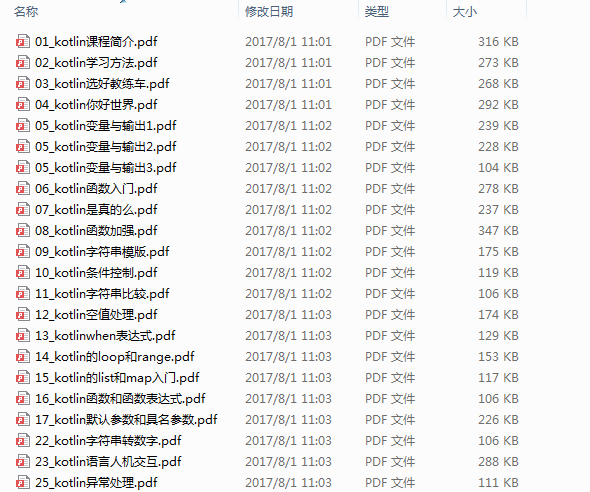 名称 修改日期 类型 大小
01_kotlin课程简介.pdf 2017/8/1 11:01 PDF 文件 316 KB
02_kotlin学习方法.pdf 2017/8/1 11:01 PDF 文件 273 KB
03_kotlin选好教练车.pdf 2017/8/1 11:01 PDF 文件 268 KB
04_kotlin你好世界.pdf 2017/8/1 11:01 PDF 文件 292 KB
05_kotlin变量与输出1.pdf 2017/8/1 11:02 PDF 文件 239 KB
05_kotlin变量与输出2.pdf 2017/8/1 11:02 PDF 文件 228 KB
05_kotlin变量与输出3.pdf 2017/8/1 11:02 PDF 文件 104 KB
06_kotlin函数入门.pdf 2017/8/1 11:02 PDF 文件 278 KB
07_kotlin是真的么.pdf 2017/8/1 11:02 PDF 文件 237 KB
08_kotlin函数加强.pdf 2017/8/1 11:02 PDF 文件 347 KB
09_kotlin字符串模版.pdf 2017/8/1 11:02 PDF 文件 175 KB
10_kotlin条件控制.pdf 2017/8/1 11:02 PDF 文件 119 KB
11_kotlin字符串比较.pdf 2017/8/1 11:02 PDF 文件 106 KB
12_kotlin空值处理.pdf 2017/8/1 11:03 PDF 文件 174 KB
13_kotlinwhen表达式.pdf 2017/8/1 11:03 PDF 文件 129 KB
14_kotlin的loop和range.pdf 2017/8/1 11:03 PDF 文件 153 KB
15_kotlin的list和map入门.pdf 2017/8/1 11:03 PDF 文件 117 KB
16_kotlin函数和函数表达式.pdf 2017/8/1 11:03 PDF 文件 106 KB
17_kotlin默认参数和具名参数.pdf 2017/8/1 11:03 PDF 文件 226 KB
22_kotlin字符串转数字.pdf 2017/8/1 11:03 PDF 文件 106 KB
23_kotlin语言人机交互.pdf 2017/8/1 11:03 PDF 文件 288 KB
25_kotlin异常处理.pdf 2017/8/1 11:03 PDF 文件 111 KB